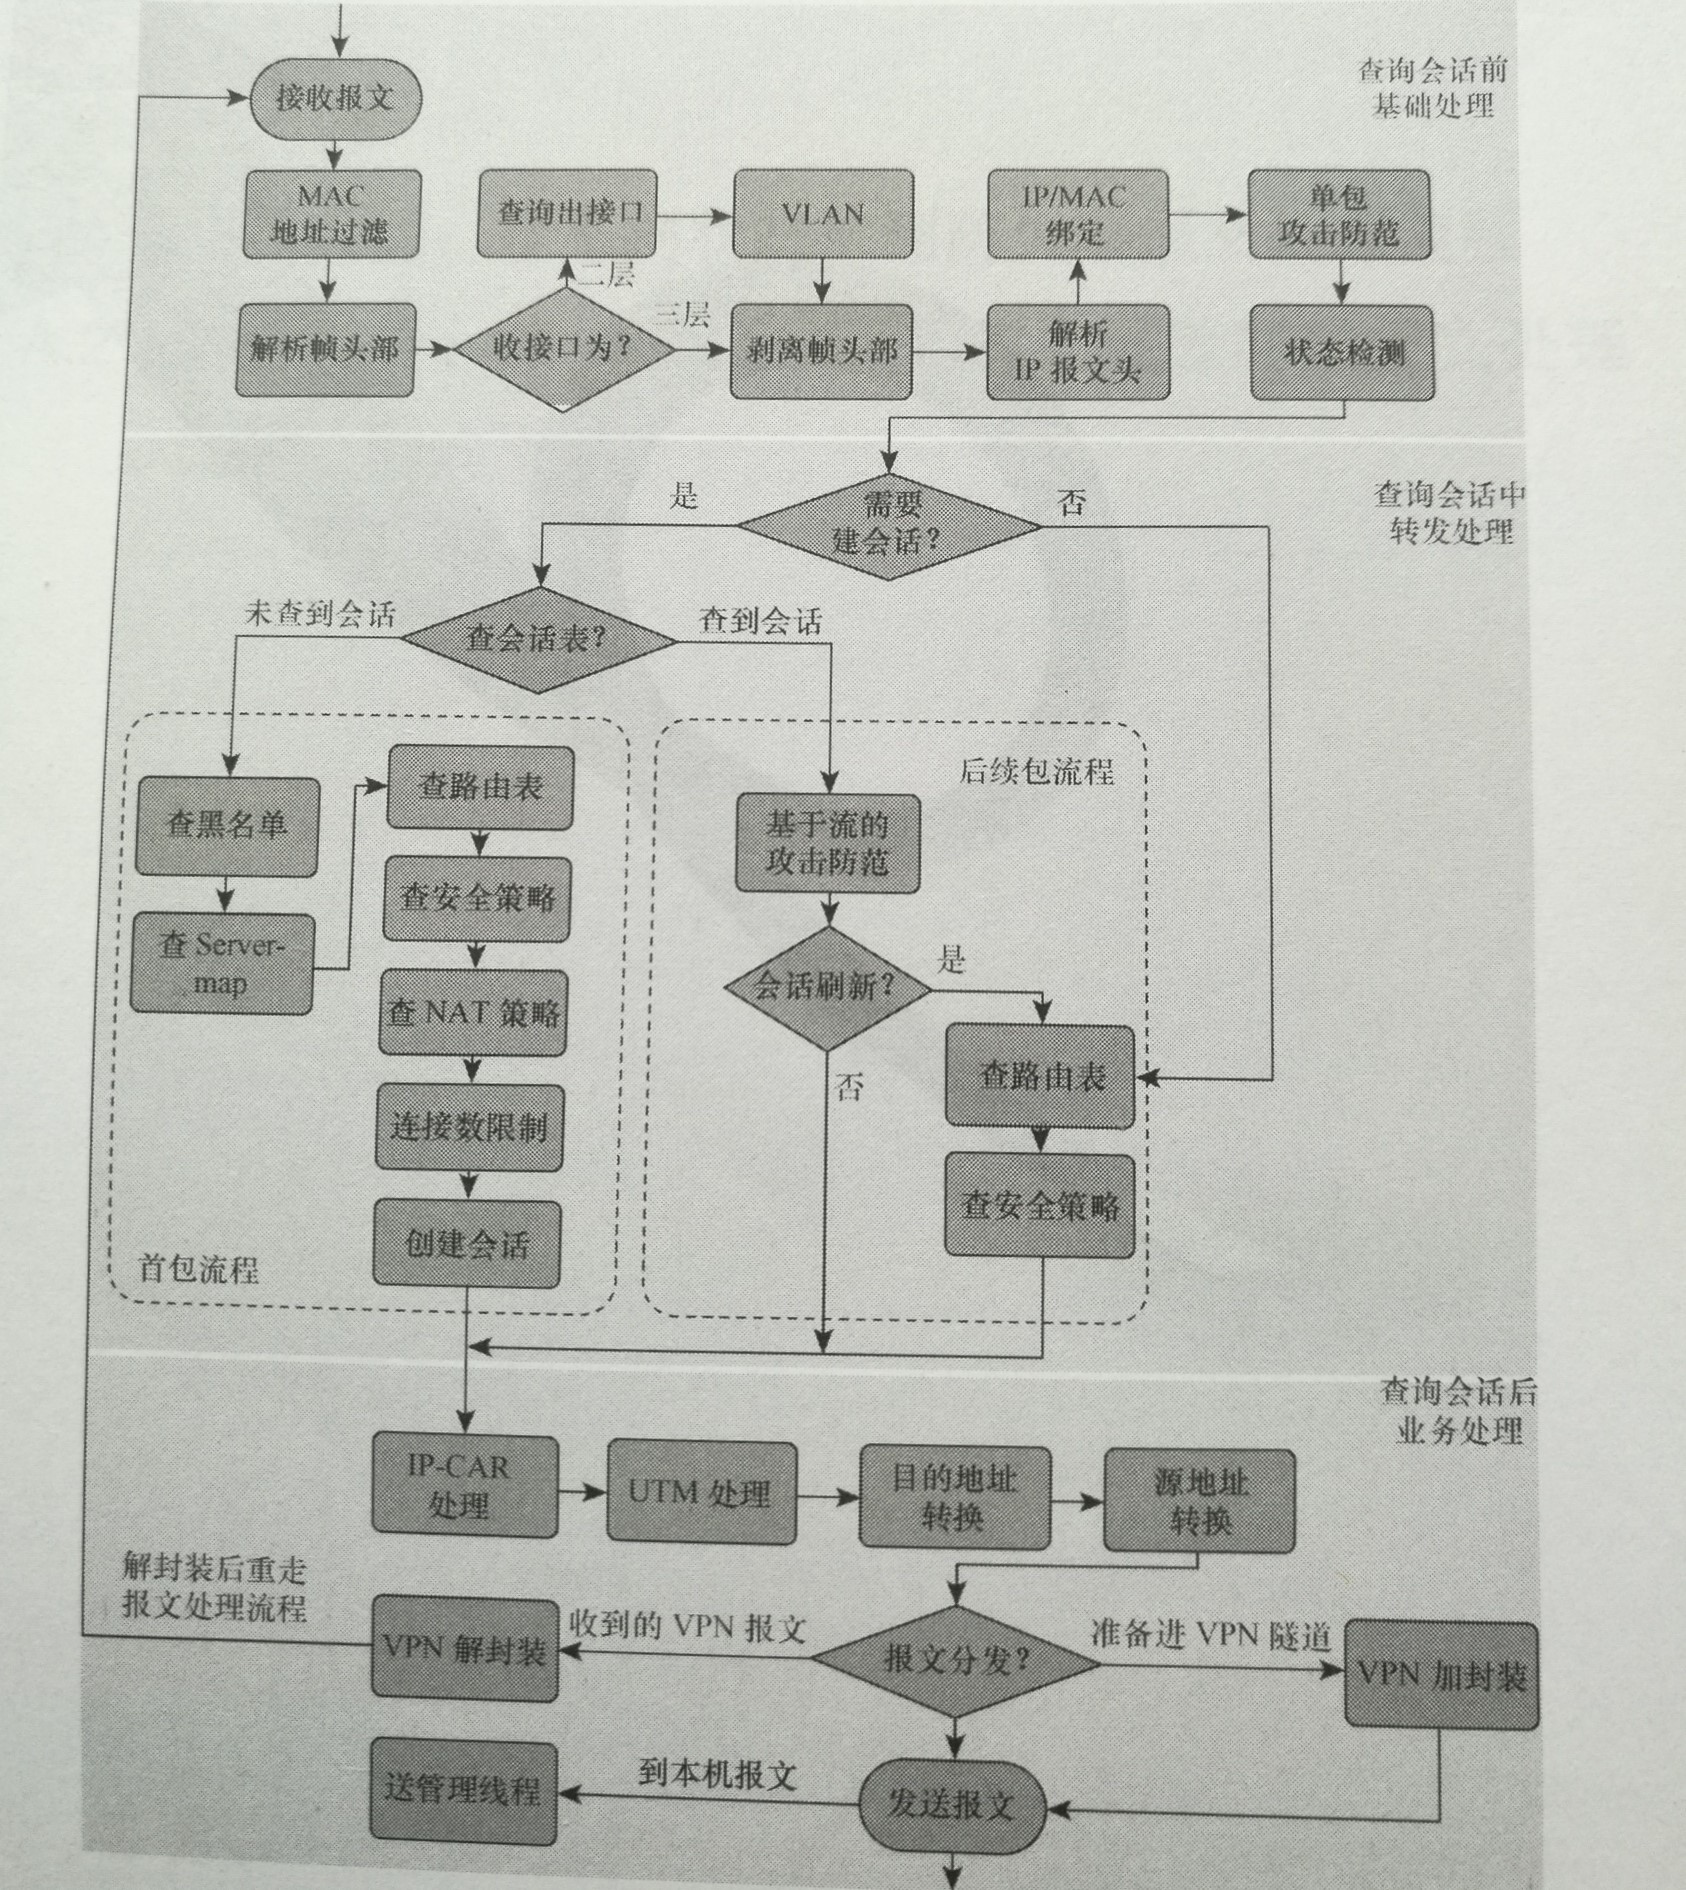 查询会话前
基础处理
接收报文
MAC
地址过滤
查询出接口
VLAN
IP/MAC
绑定
单包
攻击防范
二层
三层
解析帧头部
收接口为?
剥离帧头部
解析
IP 报文头
状态检测
查询会话中
转发处理
是
需要
建会话?
否
未查到会话
查会话表?
查到会话
查黑名单
查 Server-
map
查路由表
查安全策略
查 NAT 策略
连接数限制
创建会话
首包流程
后续包流程
基于流的
攻击防范
会话刷新?
是
否
查路由表
查安全策略
查询会话后
业务处理
IP-CAR
处理
UTM 处理
目的地址
转换
源地址
转换
解封装后重走
报文处理流程
VPN 解封装
收到的 VPN 报文
报文分发?
准备进 VPN 隧道
VPN 加封装
送管理线程
到本机报文
发送报文